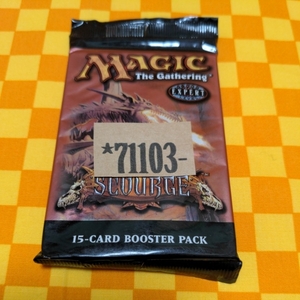 MAGIC
The Gathering®
EXPERT
*71103-
SCOURGE
15-CARD BOOSTER PACK